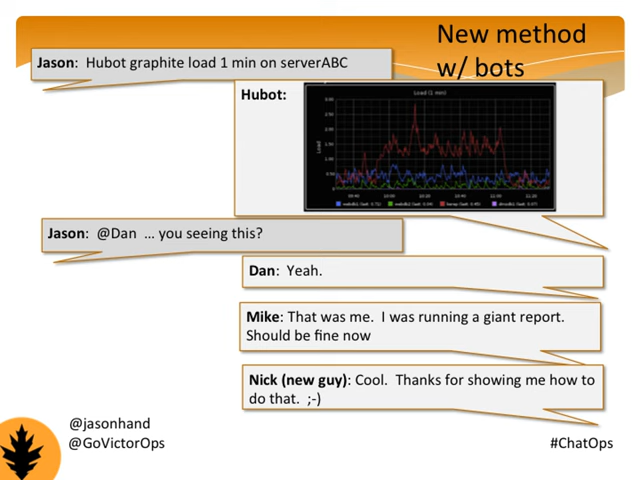 New method
w/ bots
Jason: Hubot graphite load 1 min on serverABC
Hubot:
Load (1 min)
Load
Jason: @Dan ... you seeing this?
Dan: Yeah.
Mike: That was me. I was running a giant report.
Should be fine now
Nick (new guy): Cool. Thanks for showing me how to
do that. ;-)
@jasonhand
@GoVictorOps
#ChatOps